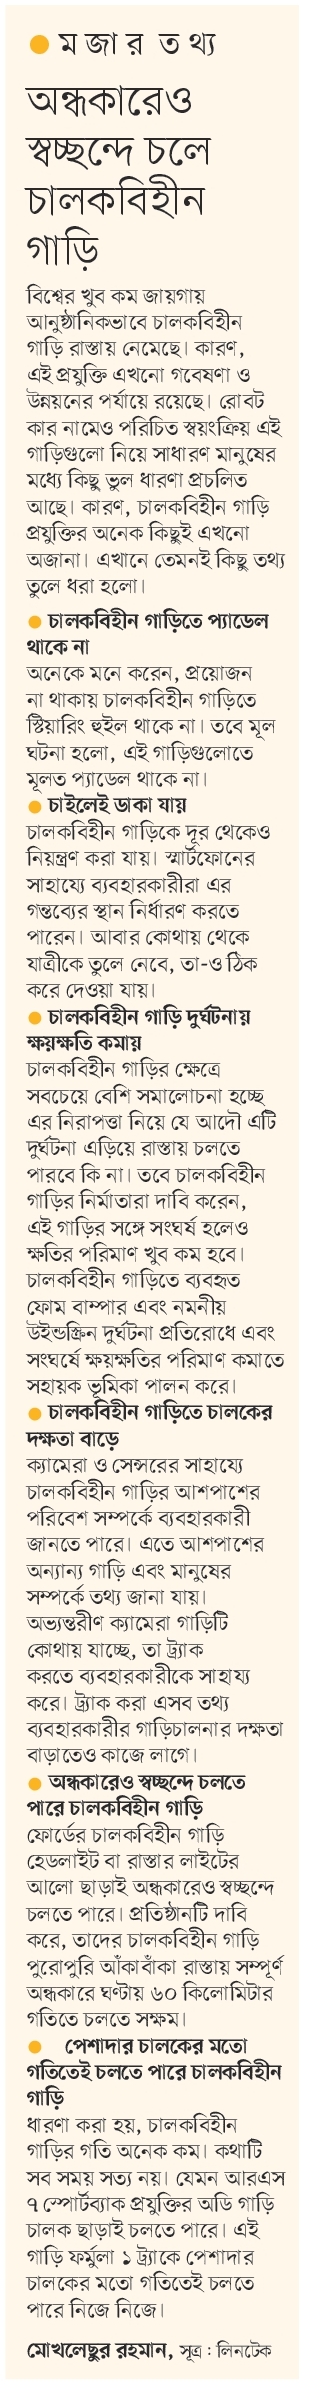 ● ম জা র ত থ্য
অন্ধকারেও
স্বচ্ছন্দে চলে
চালকবিহীন
গাড়ি
বিশ্বের খুব কম জায়গায়
আনুষ্ঠানিকভাবে চালকবিহীন
গাড়ি রাস্তায় নেমেছে। কারণ,
এই প্রযুক্তি এখনো গবেষণা ও
উন্নয়নের পর্যায়ে রয়েছে। রোবট
কার নামেও পরিচিত স্বয়ংক্রিয় এই
গাড়িগুলো নিয়ে সাধারণ মানুষের
মধ্যে কিছু ভুল ধারণা প্রচলিত
আছে। কারণ, চালকবিহীন গাড়ি
প্রযুক্তির অনেক কিছুই এখনো
অজানা। এখানে তেমনই কিছু তথ্য
তুলে ধরা হলো।
● চালকবিহীন গাড়িতে প্যাডেল
থাকে না
অনেকে মনে করেন, প্রয়োজন
না থাকায় চালকবিহীন গাড়িতে
স্টিয়ারিং হুইল থাকে না। তবে মূল
ঘটনা হলো, এই গাড়িগুলোতে
মূলত প্যাডেল থাকে না।
● চাইলেই ডাকা যায়
চালকবিহীন গাড়িকে দূর থেকেও
নিয়ন্ত্রণ করা যায়। স্মার্টফোনের
সাহায্যে ব্যবহারকারীরা এর
গন্তব্যের স্থান নির্ধারণ করতে
পারেন। আবার কোথায় থেকে
যাত্রীকে তুলে নেবে, তা-ও ঠিক
করে দেওয়া যায়।
● চালকবিহীন গাড়ি দুর্ঘটনায়
ক্ষয়ক্ষতি কমায়
চালকবিহীন গাড়ির ক্ষেত্রে
সবচেয়ে বেশি সমালোচনা হচ্ছে
এর নিরাপত্তা নিয়ে যে আদৌ এটি
দুর্ঘটনা এড়িয়ে রাস্তায় চলতে
পারবে কি না। তবে চালকবিহীন
গাড়ির নির্মাতারা দাবি করেন,
এই গাড়ির সঙ্গে সংঘর্ষ হলেও
ক্ষতির পরিমাণ খুব কম হবে।
চালকবিহীন গাড়িতে ব্যবহৃত
ফোম বাম্পার এবং নমনীয়
উইন্ডস্ক্রিন দুর্ঘটনা প্রতিরোধে এবং
সংঘর্ষে ক্ষয়ক্ষতির পরিমাণ কমাতে
সহায়ক ভূমিকা পালন করে।
● চালকবিহীন গাড়িতে চালকের
দক্ষতা বাড়ে
ক্যামেরা ও সেন্সরের সাহায্যে
চালকবিহীন গাড়ির আশপাশের
পরিবেশ সম্পর্কে ব্যবহারকারী
জানতে পারে। এতে আশপাশের
অন্যান্য গাড়ি এবং মানুষের
সম্পর্কে তথ্য জানা যায়।
অভ্যন্তরীণ ক্যামেরা গাড়িটি
কোথায় যাচ্ছে, তা ট্র্যাক
করতে ব্যবহারকারীকে সাহায্য
করে। ট্র্যাক করা এসব তথ্য
ব্যবহারকারীর গাড়িচালনার দক্ষতা
বাড়াতেও কাজে লাগে।
● অন্ধকারেও স্বচ্ছন্দে চলতে
পারে চালকবিহীন গাড়ি
ফোর্ডের চালকবিহীন গাড়ি
হেডলাইট বা রাস্তার লাইটের
আলো ছাড়াই অন্ধকারেও স্বচ্ছন্দে
চলতে পারে। প্রতিষ্ঠানটি দাবি
করে, তাদের চালকবিহীন গাড়ি
পুরোপুরি আঁকাবাঁকা রাস্তায় সম্পূর্ণ
অন্ধকারে ঘণ্টায় ৬০ কিলোমিটার
গতিতে চলতে সক্ষম।
● পেশাদার চালকের মতো
গতিতেই চলতে পারে চালকবিহীন
গাড়ি
ধারণা করা হয়, চালকবিহীন
গাড়ির গতি অনেক কম। কথাটি
সব সময় সত্য নয়। যেমন আরএস
৭ স্পোর্টব্যাক প্রযুক্তির অডি গাড়ি
চালক ছাড়াই চলতে পারে। এই
গাড়ি ফর্মুলা ১ ট্র্যাকে পেশাদার
চালকের মতো গতিতেই চলতে
পারে নিজে নিজে।
মোখলেছুর রহমান, সূত্র : লিনটেক